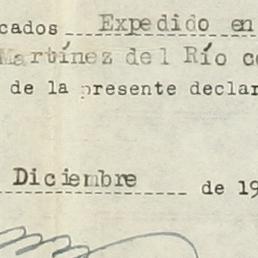 cados Expedido en
Martínez del Río
de la presente declar
Diciembre de 19